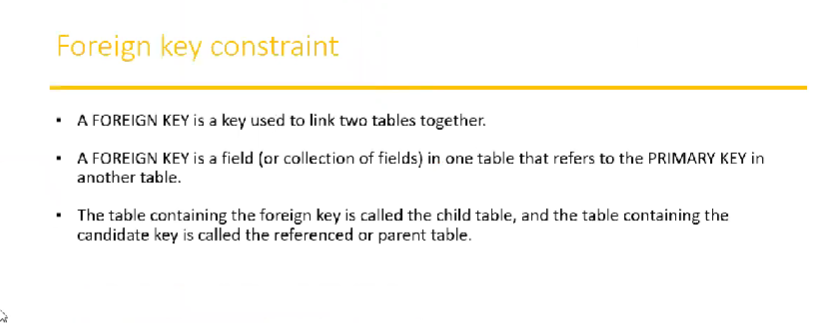 Foreign key constraint
▪ A FOREIGN KEY is a key used to link two tables together.
▪ A FOREIGN KEY is a field (or collection of fields) in one table that refers to the PRIMARY KEY in
another table.
▪ The table containing the foreign key is called the child table, and the table containing the
candidate key is called the referenced or parent table.